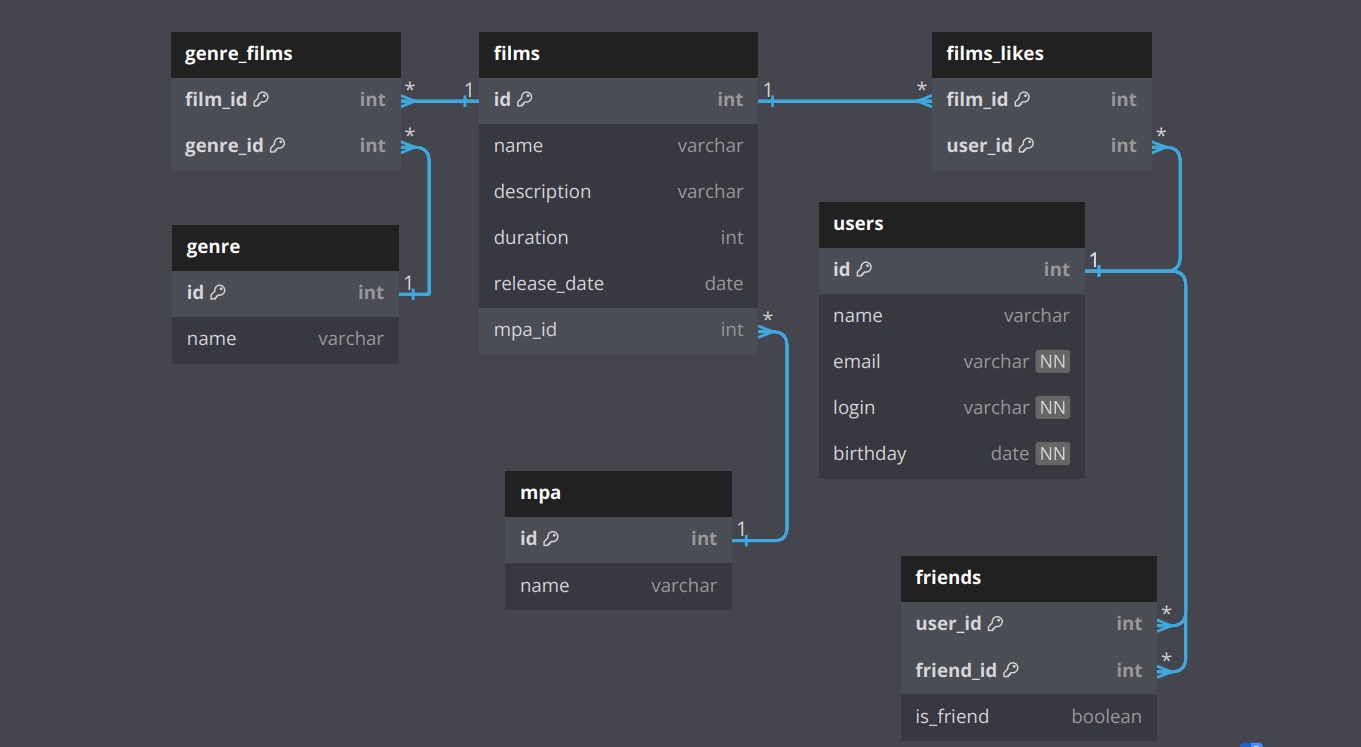 genre_films
film_id int
genre_id int
* 1
*
genre
id int
name varchar
1
films
id int
name varchar
description varchar
duration int
release_date date
mpa_id int
1 *
*
mpa
id int
name varchar
1
films_likes
film_id int
user_id int
*
users
id int
name varchar
email varchar NN
login varchar NN
birthday date NN
1
friends
user_id int
friend_id int
is_friend boolean
*
*